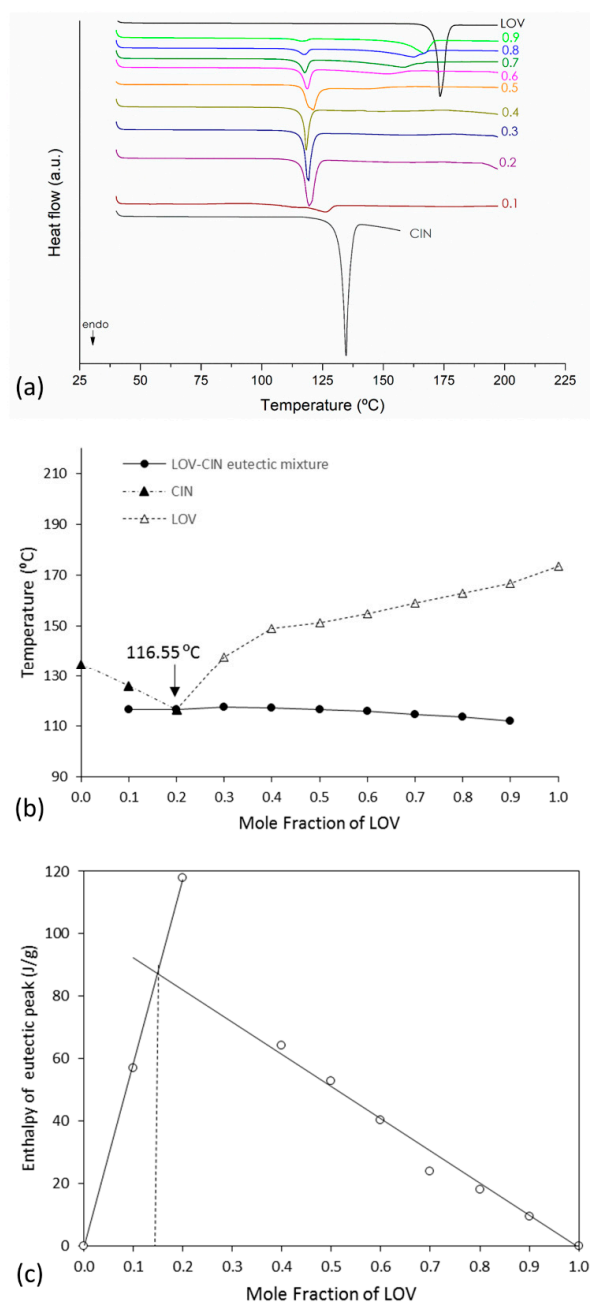 LOV
0.9
0.8
0.7
0.6
0.5
0.4
0.3
0.2
0.1
CIN
Heat flow (a.u.)
endo
25 50 75 100 125 150 175 200 225
(a)
Temperature (ºC)
210
190
170
150
130
110
90
LOV-CIN eutectic mixture
CIN
LOV
116.55 ºC
Temperature (ºC)
0.0 0.1 0.2 0.3 0.4 0.5 0.6 0.7 0.8 0.9 1.0
(b)
Mole Fraction of LOV
120
100
80
60
40
20
0
Enthalpy of eutectic peak (J/g)
0.0 0.1 0.2 0.3 0.4 0.5 0.6 0.7 0.8 0.9 1.0
(c)
Mole Fraction of LOV